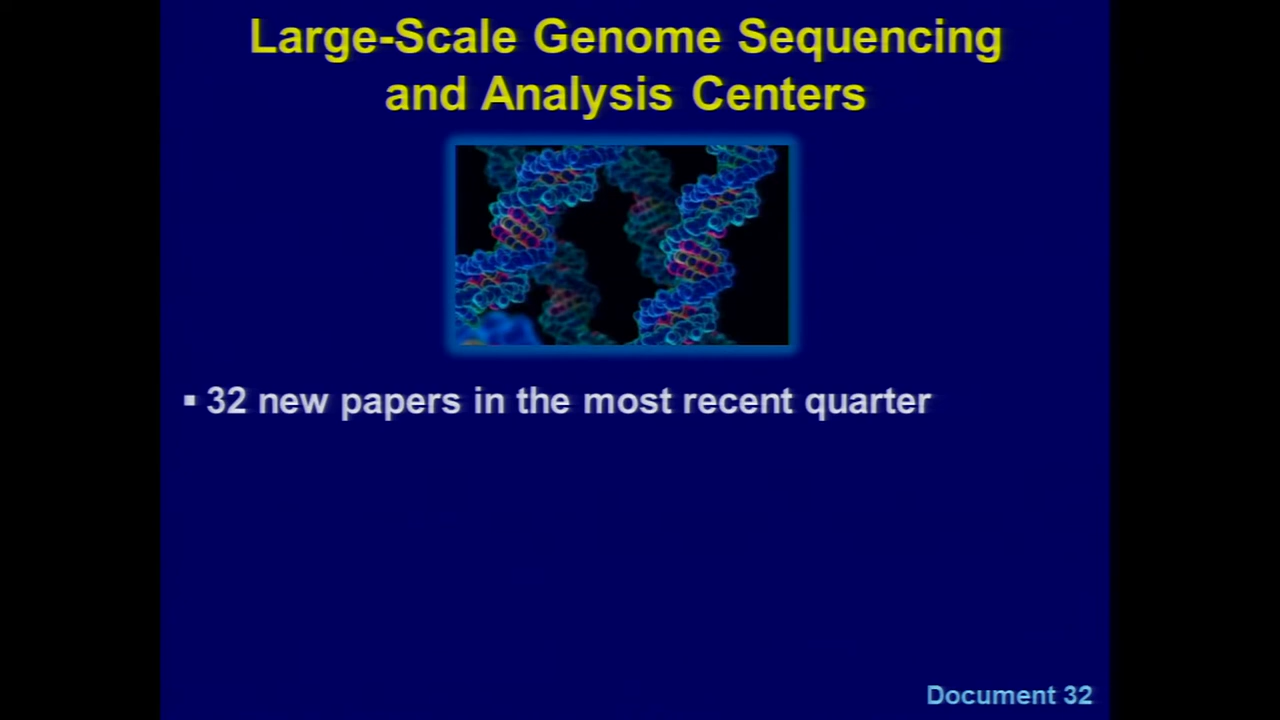 Large-Scale Genome Sequencing
and Analysis Centers
▪ 32 new papers in the most recent quarter
Document 32